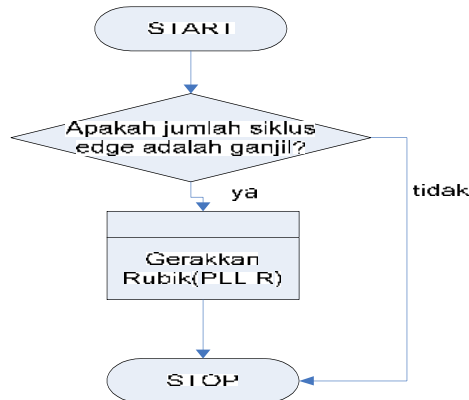 START
Apakah jumlah siklus
edge adalah ganjil?
ya
tidak
Gerakkan
Rubik(PLL R)
STOP